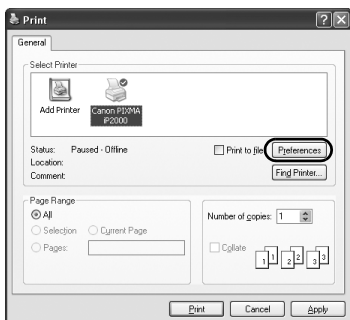 Print
General
Select Printer
Add Printer
Canon PIXMA
iP2000
Status: Paused - Offline
Location:
Comment:
Print to file
Preferences
Find Printer...
Page Range
All
Selection
Current Page
Pages:
Number of copies: 1
Collate
1 1 2 2 3 3
Print
Cancel
Apply